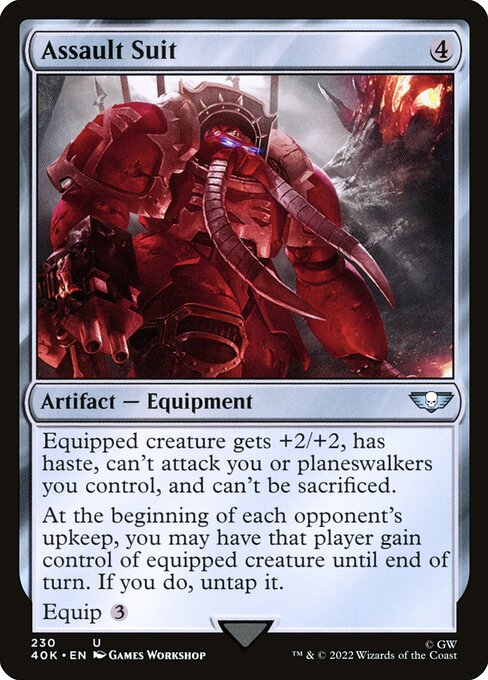 Assault Suit 4
Artifact — Equipment
Equipped creature gets +2/+2, has
haste, can't attack you or planeswalkers
you control, and can't be sacrificed.
At the beginning of each opponent's
upkeep, you may have that player gain
control of equipped creature until end of
turn. If you do, untap it.
Equip 3
230 U
40K • EN Games Workshop
© GW
™ & © 2022 Wizards of the Coast